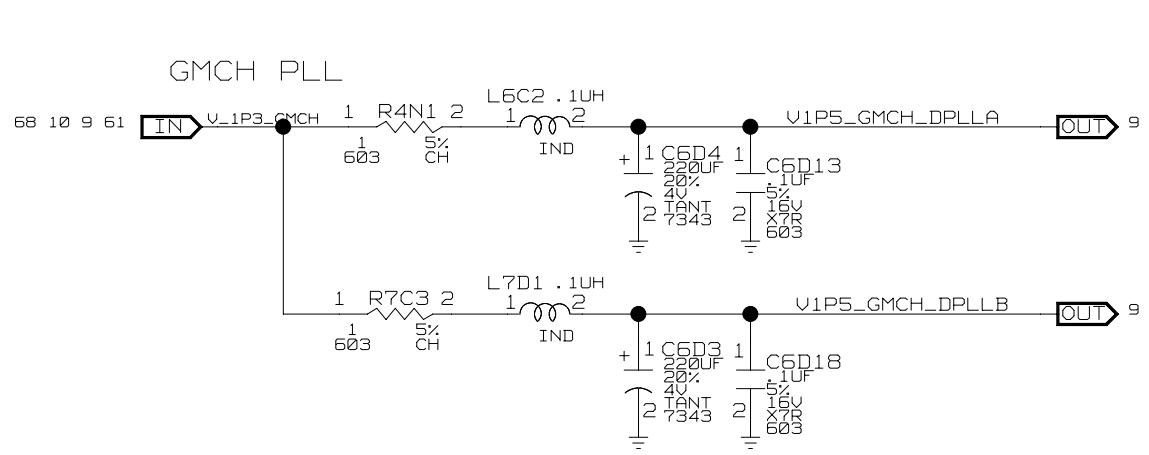 GMCH PLL
68 10 9 61 IN V_1P3_GMCH 1 R4N1 2 L6C2 .1UH V1P5_GMCH_DPLLA OUT 9
1 2
1 5% IND
603 CH
+ 1 C6D4 1 C6D13
220UF .1UF
20% 5%
4V 16V
TANT X7R
2 7343 2 603
1 R7C3 2 L7D1 .1UH V1P5_GMCH_DPLLB OUT 9
1 2
1 5% IND
603 CH
+ 1 C6D3 1 C6D18
220UF .1UF
20% 5%
4V 16V
TANT X7R
2 7343 2 603